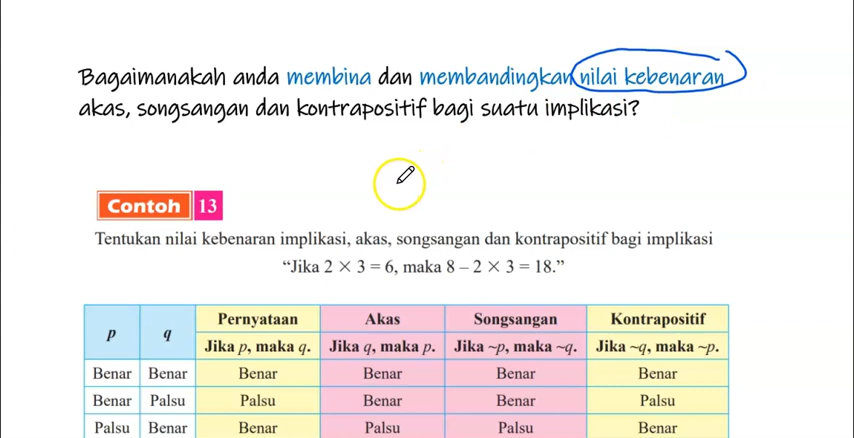 Bagaimanakah anda membina dan membandingkan nilai kebenaran
akas, songsangan dan kontrapositif bagi suatu implikasi?
Contoh 13
Tentukan nilai kebenaran implikasi, akas, songsangan dan kontrapositif bagi implikasi
“Jika 2 × 3 = 6, maka 8 – 2 × 3 = 18.”
p q Pernyataan Akas Songsangan Kontrapositif
Jika p, maka q. Jika q, maka p. Jika ~p, maka ~q. Jika ~q, maka ~p.
Benar Benar Benar Benar Benar Benar
Benar Palsu Palsu Benar Benar Palsu
Palsu Benar Benar Palsu Palsu Benar